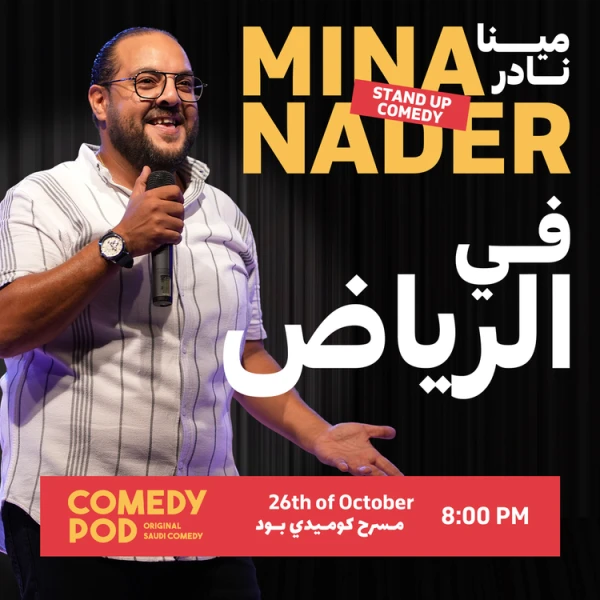 MINA
NADER
مينا
نادر
STAND UP
COMEDY
في
الرياض
COMEDY
POD
ORIGINAL
SAUDI COMEDY
26th of October
مسرح كوميدي بود
8:00 PM